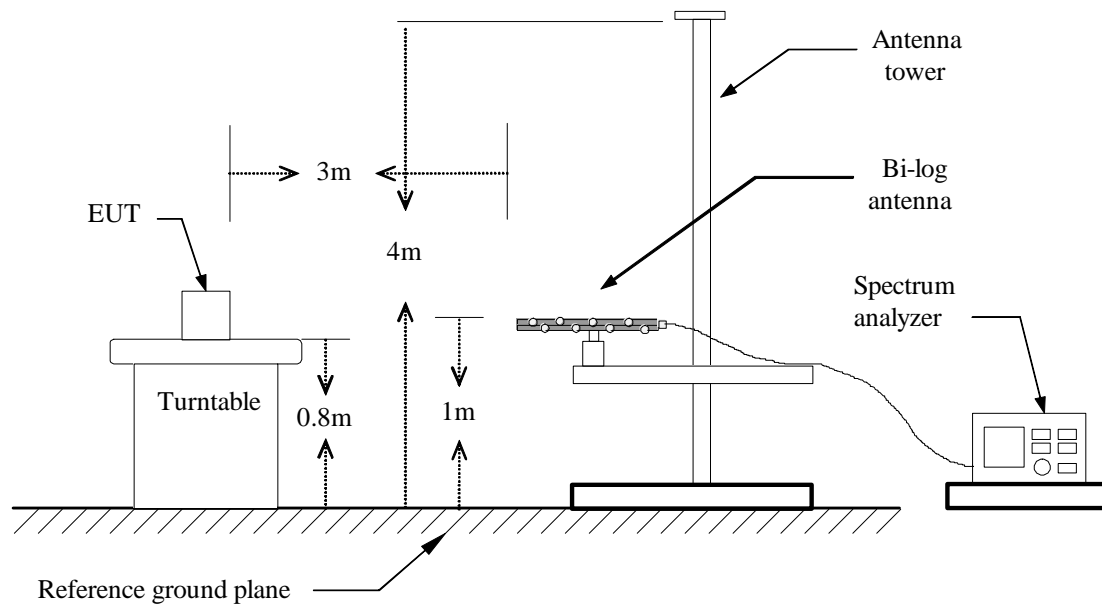 Antenna
tower
3m
Bi-log
antenna
EUT
4m
Spectrum
analyzer
Turntable
0.8m
1m
Reference ground plane